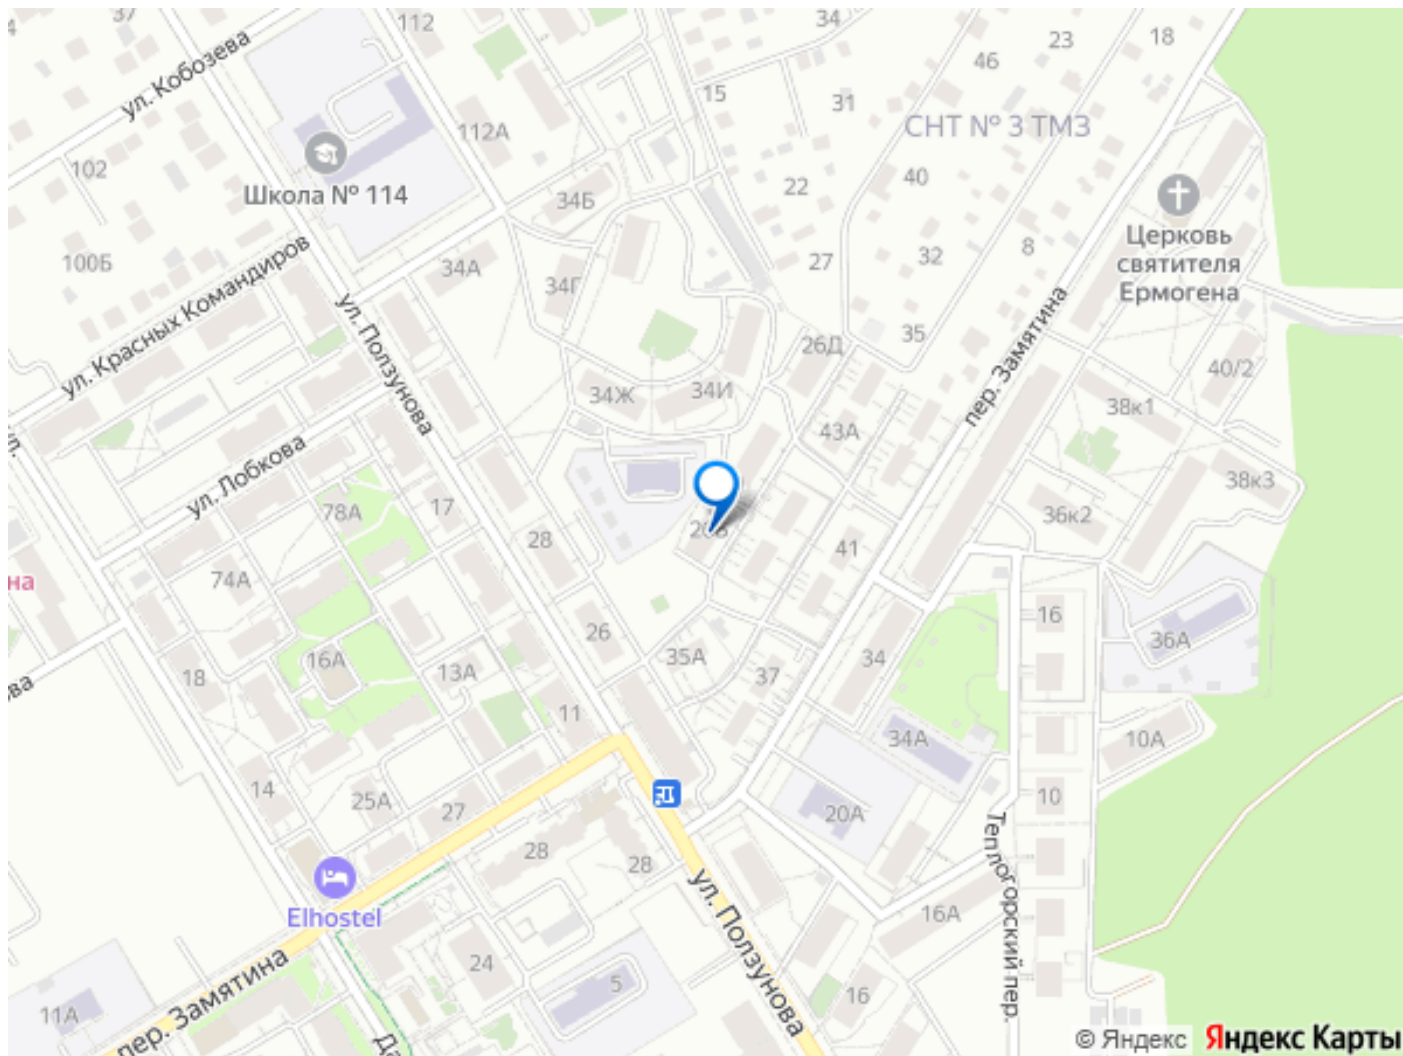 37
112
ул. Кобозева
34
23
18
46
15
31
СНТ № 3 ТМЗ
112А
102
Школа № 114
34Б
22
40
Церковь
святителя
Ермогена
100Б
34А
34Г
27
32
8
ул. Красных Командиров
ул. Ползунова
26Д
35
пер. Замятина
40/2
34Ж
34И
43А
38к1
ул.
ул. Лобкова
78А
17
28
36к2
38к3
41
на
74А
26
16
36А
16А
18
13А
35А
37
34
ва
11
34А
10А
14
25А
27
20А
10
28
28
Теплогорский пер.
Elhostel
ул. Ползунова
16А
24
5
16
11А
пер. Замятина
Да
© Яндекс Яндекс Карты